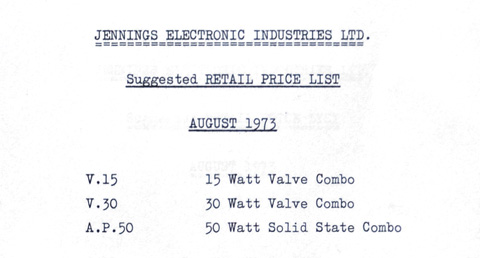 JENNINGS ELECTRONIC INDUSTRIES LTD.
Suggested RETAIL PRICE LIST
AUGUST 1973
V.15 15 Watt Valve Combo
V.30 30 Watt Valve Combo
A.P.50 50 Watt Solid State Combo